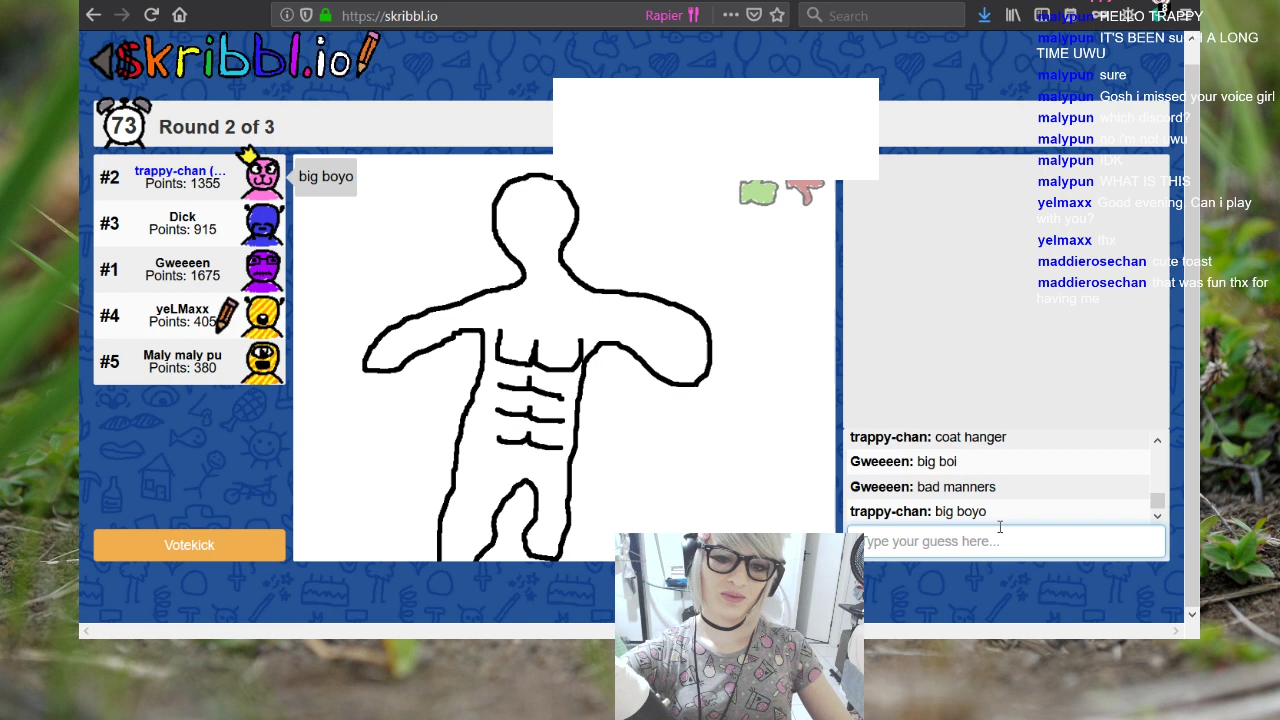 https://skribbl.io
Rapier
Search
skribbl.io
73
Round 2 of 3
#2
trappy-chan (...
Points: 1355
big boyo
#3
Dick
Points: 915
#1
Gweeeen
Points: 1675
#4
yeLMaxx
Points: 405
#5
Maly maly pu
Points: 380
Votekick
malypun HELLO TRAPPY
malypun IT'S BEEN A LONG
TIME UWU
malypun sure
malypun Gosh i missed your voice girl
malypun which discord?
malypun no i'm not uwu
malypun IDK
malypun WHAT IS THIS
yelmaxx Good evening. Can i play
with you?
yelmaxx thx
maddierosechan cute toast
maddierosechan that was fun thx for
having me
trappy-chan: coat hanger
Gweeeen: big boi
Gweeeen: bad manners
trappy-chan: big boyo
Type your guess here...